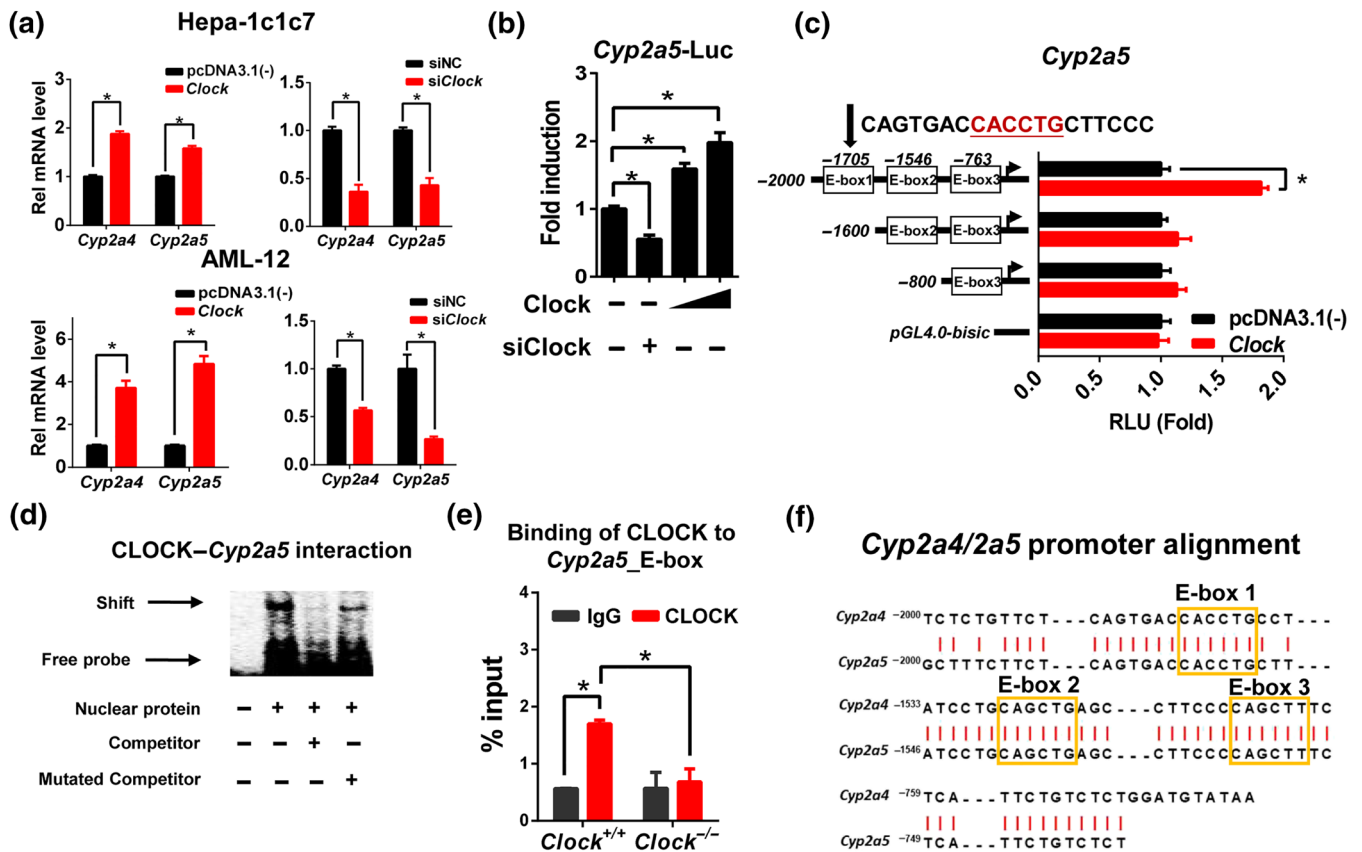 (a)
Hepa-1c1c7
Rel mRNA level
3
2
1
0
pcDNA3.1(-)
Clock
*
*
Cyp2a4
Cyp2a5
1.5
1.0
0.5
0.0
siNC
siClock
*
*
Cyp2a4
Cyp2a5
AML-12
Rel mRNA level
6
4
2
0
pcDNA3.1(-)
Clock
*
*
Cyp2a4
Cyp2a5
1.5
1.0
0.5
0.0
siNC
siClock
*
*
Cyp2a4
Cyp2a5
(b)
Cyp2a5-Luc
Fold induction
3
2
1
0
*
*
*
Clock – –
siClock – + – –
(c)
Cyp2a5
CAGTGACCACCTGCTTCCC
–1705 –1546 –763
–2000 E-box1 E-box2 E-box3
–1600 E-box2 E-box3
–800 E-box3
pGL4.0-bisic
*
pcDNA3.1(-)
Clock
0.0 0.5 1.0 1.5 2.0
RLU (Fold)
(d)
CLOCK–Cyp2a5 interaction
Shift
Free probe
Nuclear protein – + + +
Competitor – – + –
Mutated Competitor – – – +
(e)
Binding of CLOCK to
Cyp2a5_E-box
% input
4
3
2
1
0
IgG
CLOCK
*
*
Clock+/+
Clock–/–
(f)
Cyp2a4/2a5 promoter alignment
E-box 1
Cyp2a4 –2000 TCTCTGTTCT---CAGTGACCACCTGCCT---
Cyp2a5 –2000 GCTTTCTTCT---CAGTGACCACCTGCTT---
E-box 2 E-box 3
Cyp2a4 –1533 ATCCTGCAGCTGAGC---CTTCCCCAGCTTTC
Cyp2a5 –1546 ATCCTGCAGCTGAGC---CTTCCCCAGCTTTC
Cyp2a4 –759 TCA---TTCTGTCTCTGGATGTATAA
Cyp2a5 –749 TCA---TTCTGTCTCT